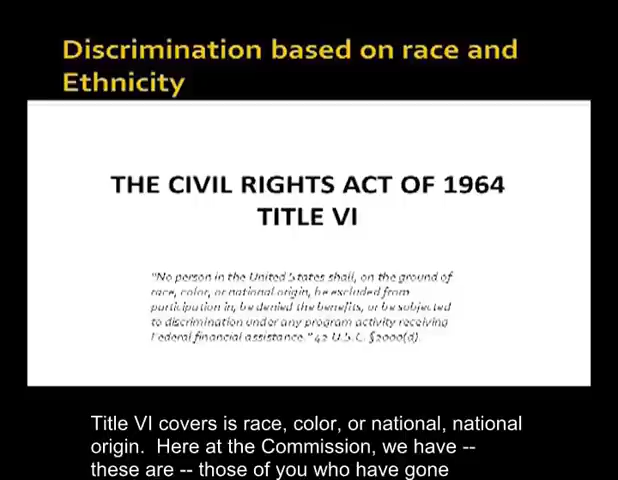 Discrimination based on race and
Ethnicity
THE CIVIL RIGHTS ACT OF 1964
TITLE VI
"No person in the United States shall, on the ground of
race, color, or national origin, be excluded from
participation in, be denied the benefits, or be subjected
to discrimination under any program activity receiving
Federal financial assistance." 42 U.S.C. §2000(d).
Title VI covers is race, color, or national, national
origin.  Here at the Commission, we have --
these are -- those of you who have gone